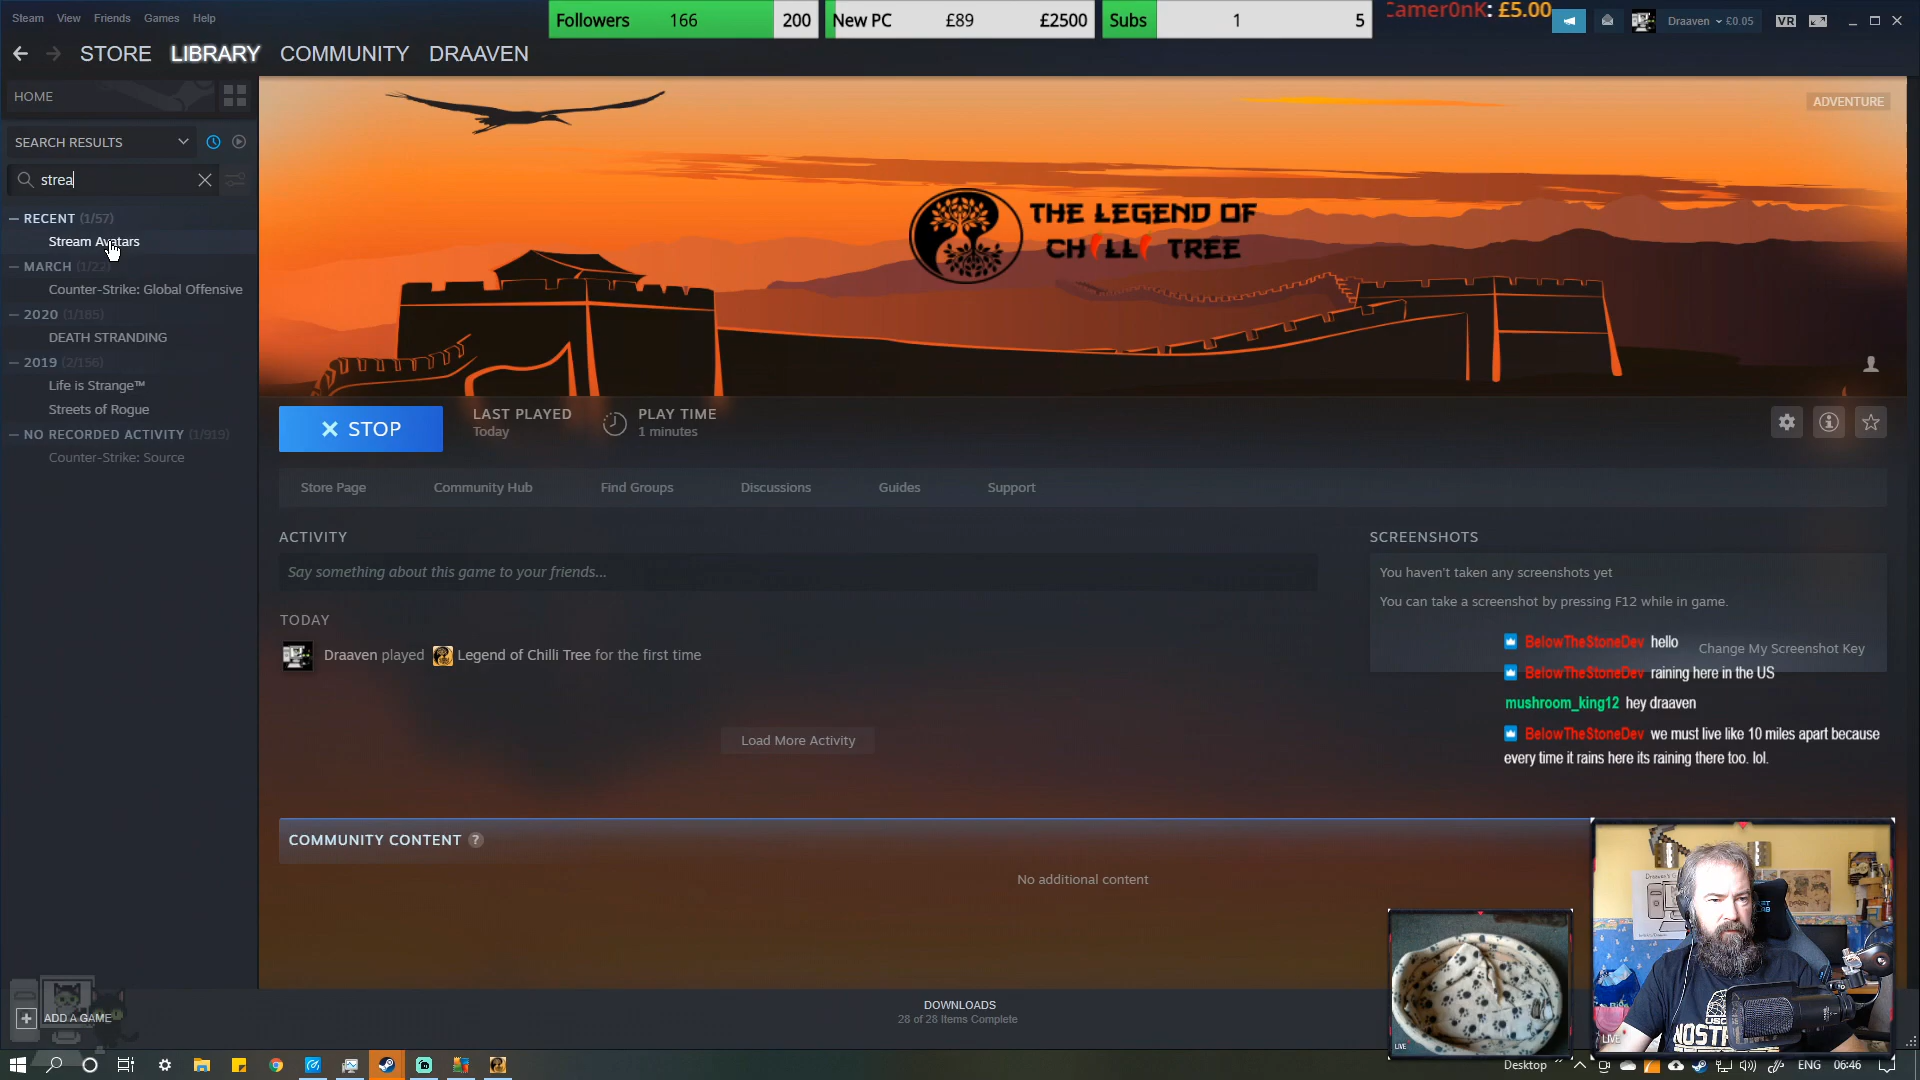 Steam View Friends Games Help
Followers 166 200
New PC £89 £2500
Subs 1 5
Camer0nK: £5.00
Draaven £0.05
VR
STORE LIBRARY COMMUNITY DRAAVEN
HOME
ADVENTURE
SEARCH RESULTS
strea
RECENT (1/57)
Stream Avatars
MARCH (1/22)
Counter-Strike: Global Offensive
2020 (1/185)
DEATH STRANDING
2019 (2/156)
Life is Strange™
Streets of Rogue
NO RECORDED ACTIVITY (1/919)
Counter-Strike: Source
THE LEGEND OF
CHILLI TREE
STOP
LAST PLAYED
Today
PLAY TIME
1 minutes
Store Page Community Hub Find Groups Discussions Guides Support
ACTIVITY
Say something about this game to your friends...
TODAY
Draaven played Legend of Chilli Tree for the first time
Load More Activity
SCREENSHOTS
You haven't taken any screenshots yet
You can take a screenshot by pressing F12 while in game.
Change My Screenshot Key
BelowTheStoneDev hello
BelowTheStoneDev raining here in the US
mushroom_king12 hey draaven
BelowTheStoneDev we must live like 10 miles apart because
every time it rains here its raining there too. lol.
COMMUNITY CONTENT ?
No additional content
LIVE
LIVE
ADD A GAME
DOWNLOADS
28 of 28 Items Complete
Desktop
ENG 06:46